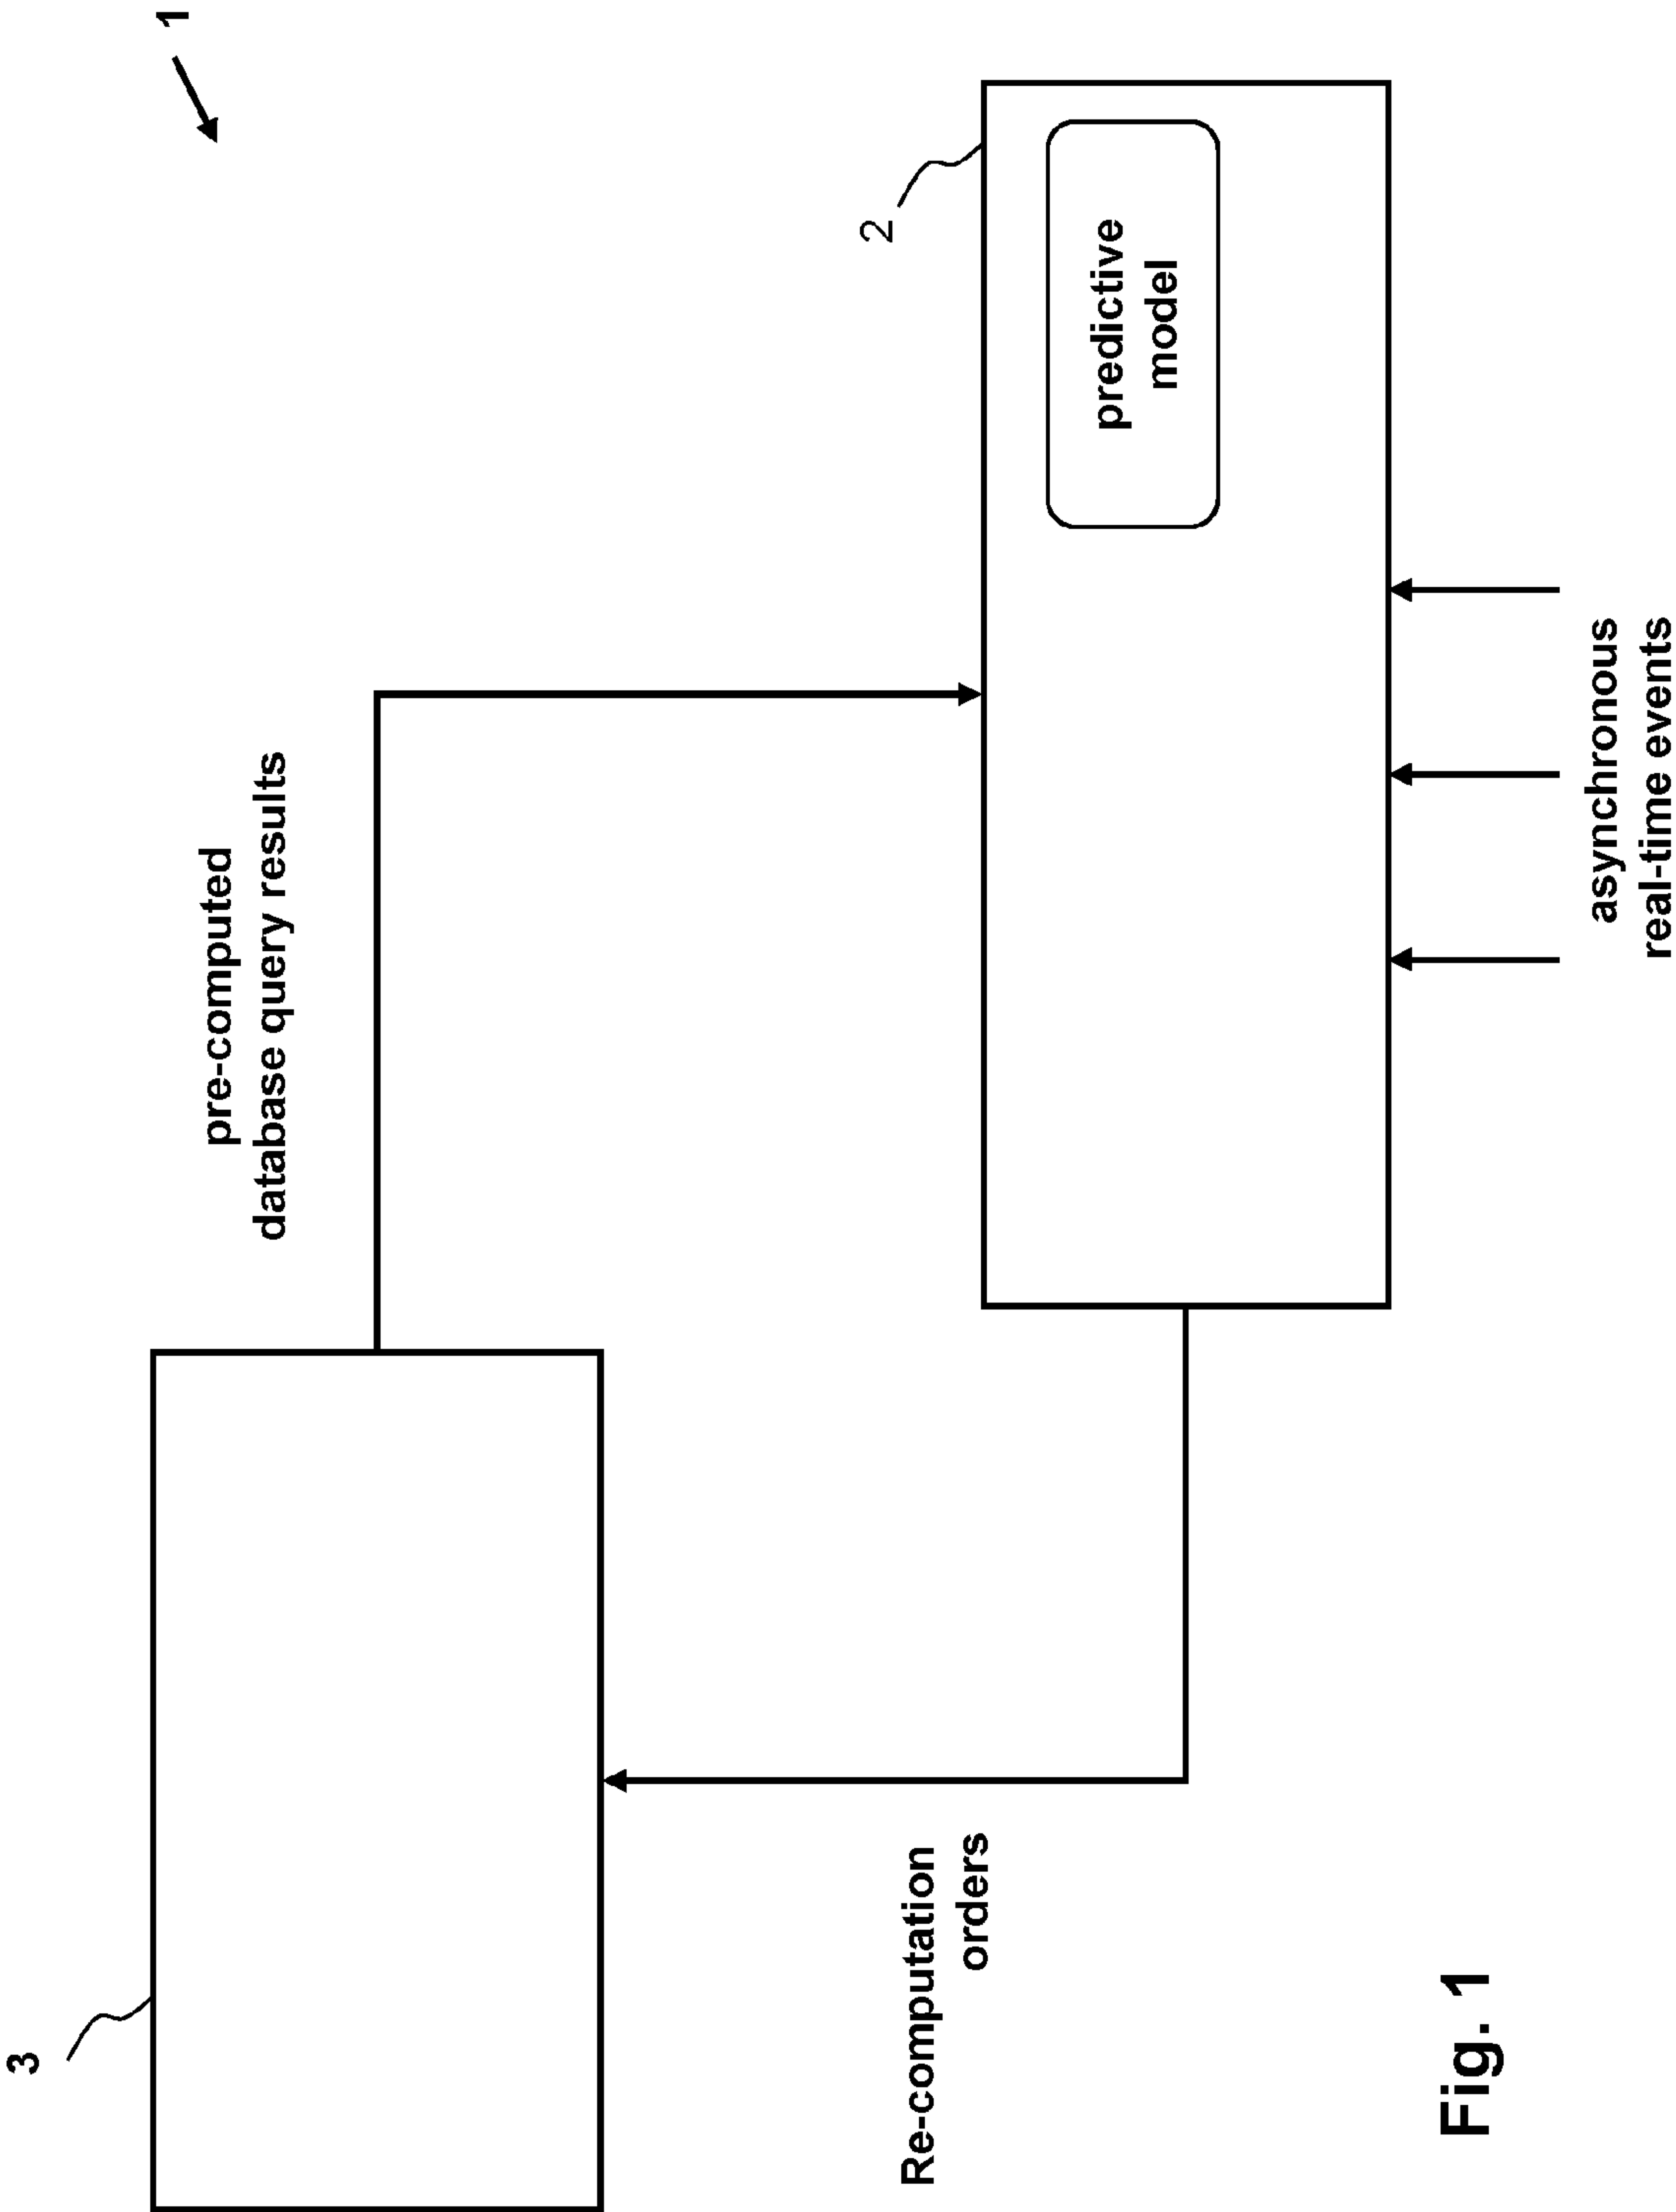 1
3
pre-computed
database query results
2
predictive
model
Re-computation
orders
asynchronous
real-time events
Fig. 1